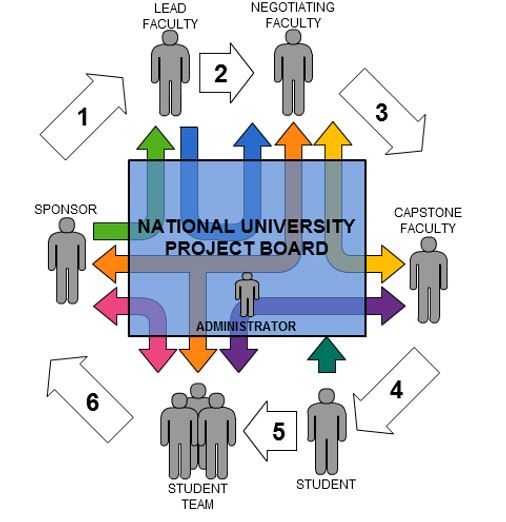 LEAD
FACULTY
NEGOTIATING
FACULTY
1
2
3
SPONSOR
NATIONAL UNIVERSITY
PROJECT BOARD
CAPSTONE
FACULTY
ADMINISTRATOR
6
5
4
STUDENT
TEAM
STUDENT